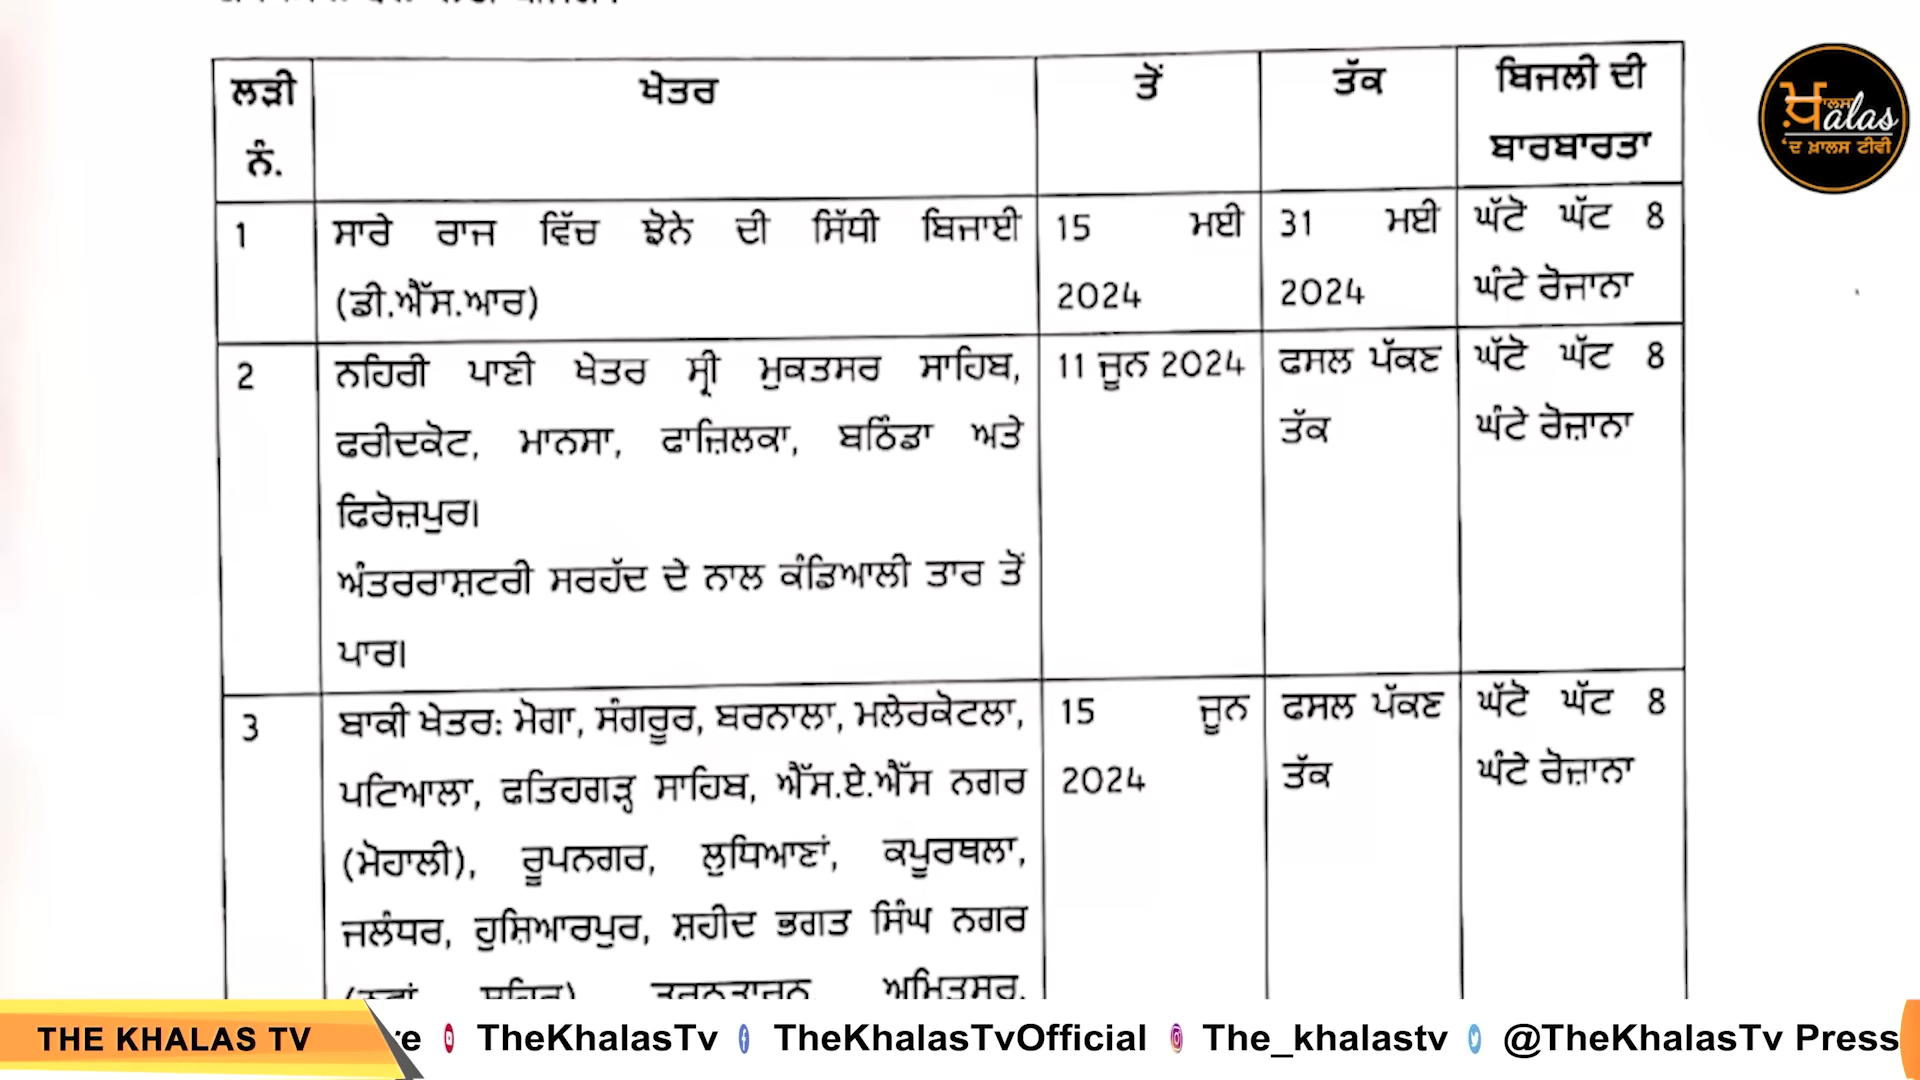 ਲੜੀ ਨੰ.
ਖੇਤਰ
ਤੋਂ
ਤੱਕ
ਬਿਜਲੀ ਦੀ
ਬਾਰਬਾਰਤਾ
1
ਸਾਰੇ ਰਾਜ ਵਿੱਚ ਝੋਨੇ ਦੀ ਸਿੱਧੀ ਬਿਜਾਈ
(ਡੀ.ਐੱਸ.ਆਰ)
15 ਮਈ
2024
31 ਮਈ
2024
ਘੱਟੋ ਘੱਟ 8
ਘੰਟੇ ਰੋਜਾਨਾ
2
ਨਹਿਰੀ ਪਾਣੀ ਖੇਤਰ ਸ੍ਰੀ ਮੁਕਤਸਰ ਸਾਹਿਬ,
ਫਰੀਦਕੋਟ, ਮਾਨਸਾ, ਫਾਜ਼ਿਲਕਾ, ਬਠਿੰਡਾ ਅਤੇ
ਫਿਰੋਜ਼ਪੁਰ।
ਅੰਤਰਰਾਸ਼ਟਰੀ ਸਰਹੱਦ ਦੇ ਨਾਲ ਕੰਡਿਆਲੀ ਤਾਰ ਤੋਂ
ਪਾਰ।
11 ਜੂਨ 2024
ਫਸਲ ਪੱਕਣ
ਤੱਕ
ਘੱਟੋ ਘੱਟ 8
ਘੰਟੇ ਰੋਜ਼ਾਨਾ
3
ਬਾਕੀ ਖੇਤਰ: ਮੋਗਾ, ਸੰਗਰੂਰ, ਬਰਨਾਲਾ, ਮਲੇਰਕੋਟਲਾ,
ਪਟਿਆਲਾ, ਫਤਿਹਗੜ੍ਹ ਸਾਹਿਬ, ਐੱਸ.ਏ.ਐੱਸ ਨਗਰ
(ਮੋਹਾਲੀ), ਰੂਪਨਗਰ, ਲੁਧਿਆਣਾਂ, ਕਪੂਰਥਲਾ,
ਜਲੰਧਰ, ਹੁਸ਼ਿਆਰਪੁਰ, ਸ਼ਹੀਦ ਭਗਤ ਸਿੰਘ ਨਗਰ
15 ਜੂਨ
2024
ਫਸਲ ਪੱਕਣ
ਤੱਕ
ਘੱਟੋ ਘੱਟ 8
ਘੰਟੇ ਰੋਜ਼ਾਨਾ
ਖ਼ਾਲਸ
alas
'ਦ ਖ਼ਾਲਸ ਟੀਵੀ
THE KHALAS TV
TheKhalasTv TheKhalasTvOfficial The_khalastv @TheKhalasTv Press